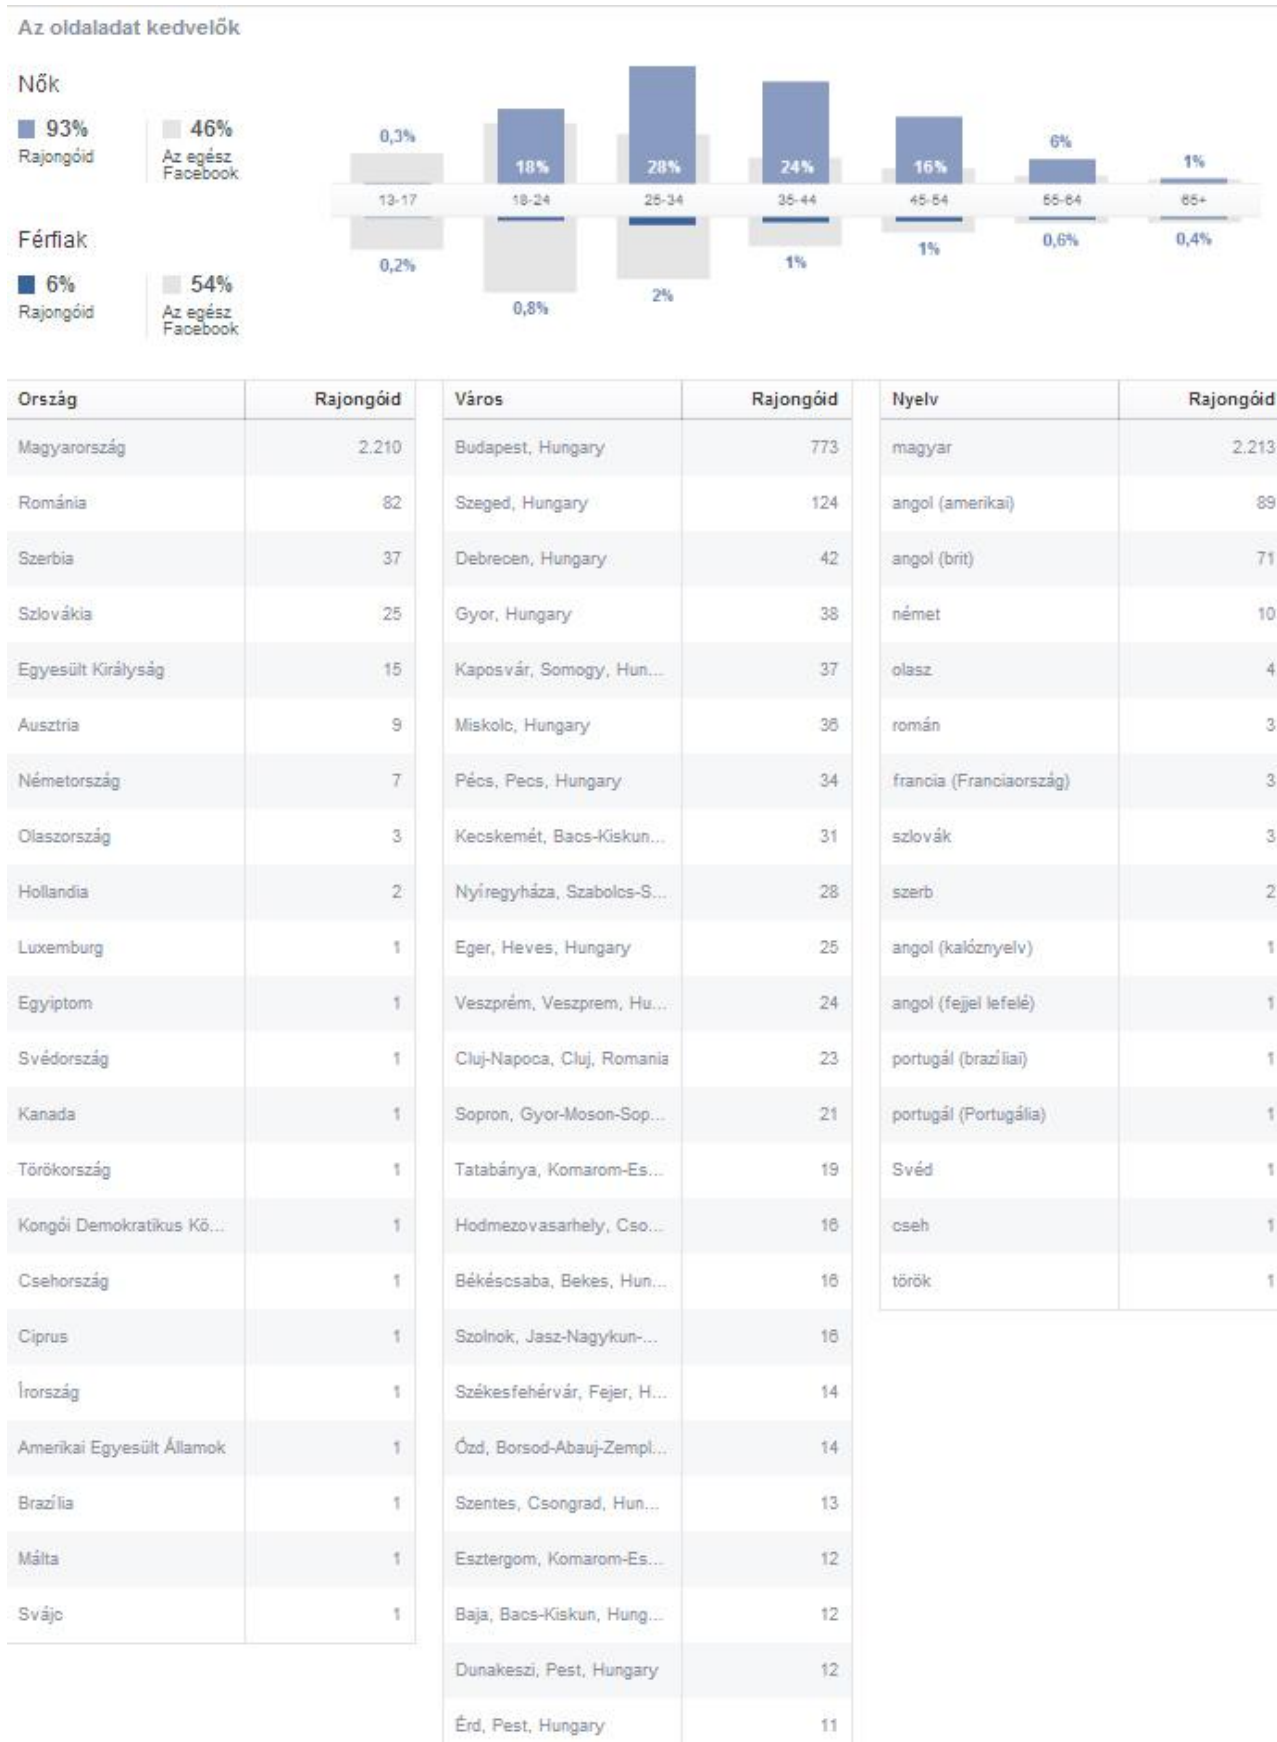 Az oldaladat kedvelők
Nők
93%
46%
Rajongóid
Az egész
Facebook
0,3%
18%
28%
24%
16%
6%
1%
13-17
18-24
25-34
35-44
45-54
55-64
65+
Férfiak
6%
54%
Rajongóid
Az egész
Facebook
0,2%
0,8%
2%
1%
1%
0,6%
0,4%
Ország Rajongóid
Magyarország 2.210
Románia 82
Szerbia 37
Szlovákia 25
Egyesült Királyság 15
Ausztria 9
Németország 7
Olaszország 3
Hollandia 2
Luxemburg 1
Egyiptom 1
Svédország 1
Kanada 1
Törökország 1
Kongói Demokratikus Kö... 1
Csehország 1
Ciprus 1
Írország 1
Amerikai Egyesült Államok 1
Brazília 1
Málta 1
Svájc 1
Város Rajongóid
Budapest, Hungary 773
Szeged, Hungary 124
Debrecen, Hungary 42
Gyor, Hungary 38
Kaposvár, Somogy, Hun... 37
Miskolc, Hungary 36
Pécs, Pecs, Hungary 34
Kecskemét, Bacs-Kiskun... 31
Nyíregyháza, Szabolcs-S... 28
Eger, Heves, Hungary 25
Veszprém, Veszprem, Hu... 24
Cluj-Napoca, Cluj, Romania 23
Sopron, Gyor-Moson-Sop... 21
Tatabánya, Komarom-Es... 19
Hodmezovasarhely, Cso... 16
Békéscsaba, Bekes, Hun... 16
Szolnok, Jasz-Nagykun-... 16
Székesfehérvár, Fejer, H... 14
Ózd, Borsod-Abauj-Zempl... 14
Szentes, Csongrad, Hun... 13
Esztergom, Komarom-Es... 12
Baja, Bacs-Kiskun, Hung... 12
Dunakeszi, Pest, Hungary 12
Érd, Pest, Hungary 11
Nyelv Rajongóid
magyar 2.213
angol (amerikai) 89
angol (brit) 71
német 10
olasz 4
román 3
francia (Franciaország) 3
szlovák 3
szerb 2
angol (kalóznyelv) 1
angol (fejjel lefelé) 1
portugál (brazíliai) 1
portugál (Portugália) 1
Svéd 1
cseh 1
török 1